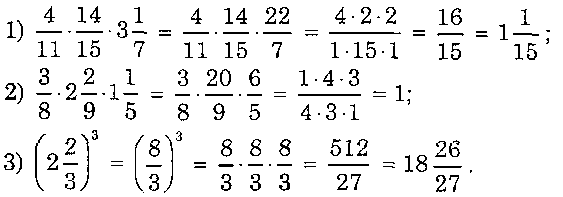 1) 4/11 · 14/15 · 3 1/7 = 4/11 · 14/15 · 22/7 = (4 · 2 · 2)/(1 · 15 · 1) = 16/15 = 1 1/15;
2) 3/8 · 2 2/9 · 1 1/5 = 3/8 · 20/9 · 6/5 = (1 · 4 · 3)/(4 · 3 · 1) = 1;
3) (2 2/3)³ = (8/3)³ = 8/3 · 8/3 · 8/3 = 512/27 = 18 26/27.